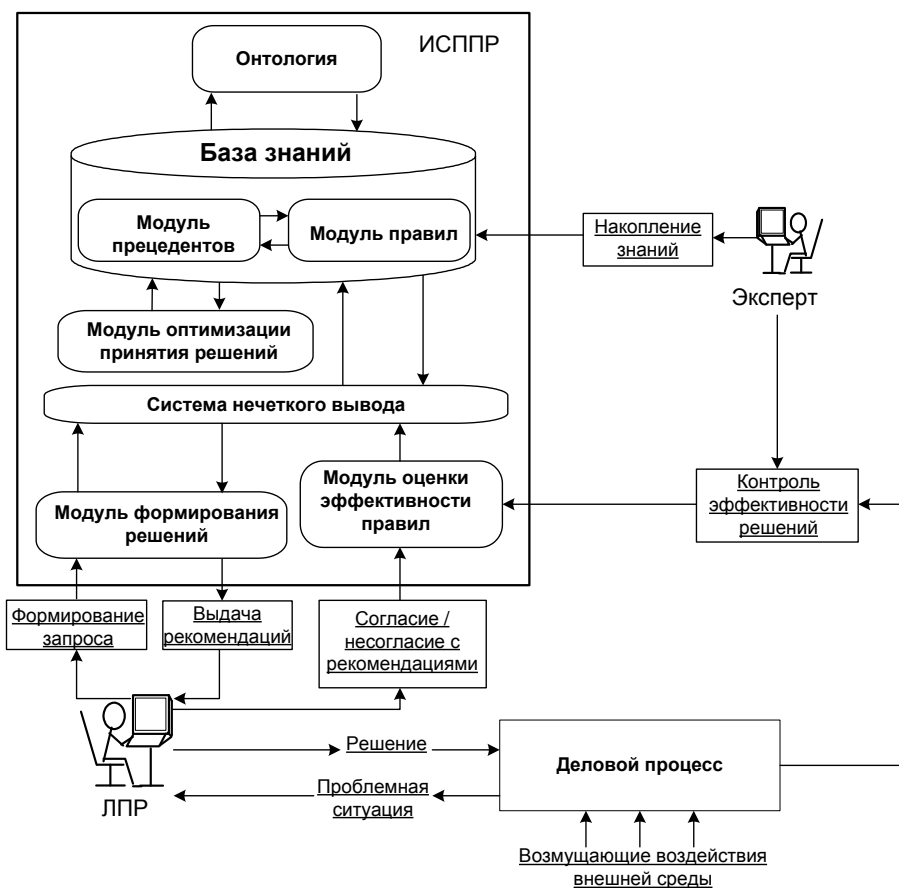 ИСППР
Онтология
База знаний
Модуль
прецедентов
Модуль правил
Накопление
знаний
Эксперт
Модуль оптимизации
принятия решений
Система нечеткого вывода
Модуль формирования
решений
Модуль оценки
эффективности
правил
Контроль
эффективности
решений
Формирование
запроса
Выдача
рекомендаций
Согласие /
несогласие с
рекомендациями
ЛПР
Решение
Проблемная
ситуация
Деловой процесс
Возмущающие воздействия
внешней среды